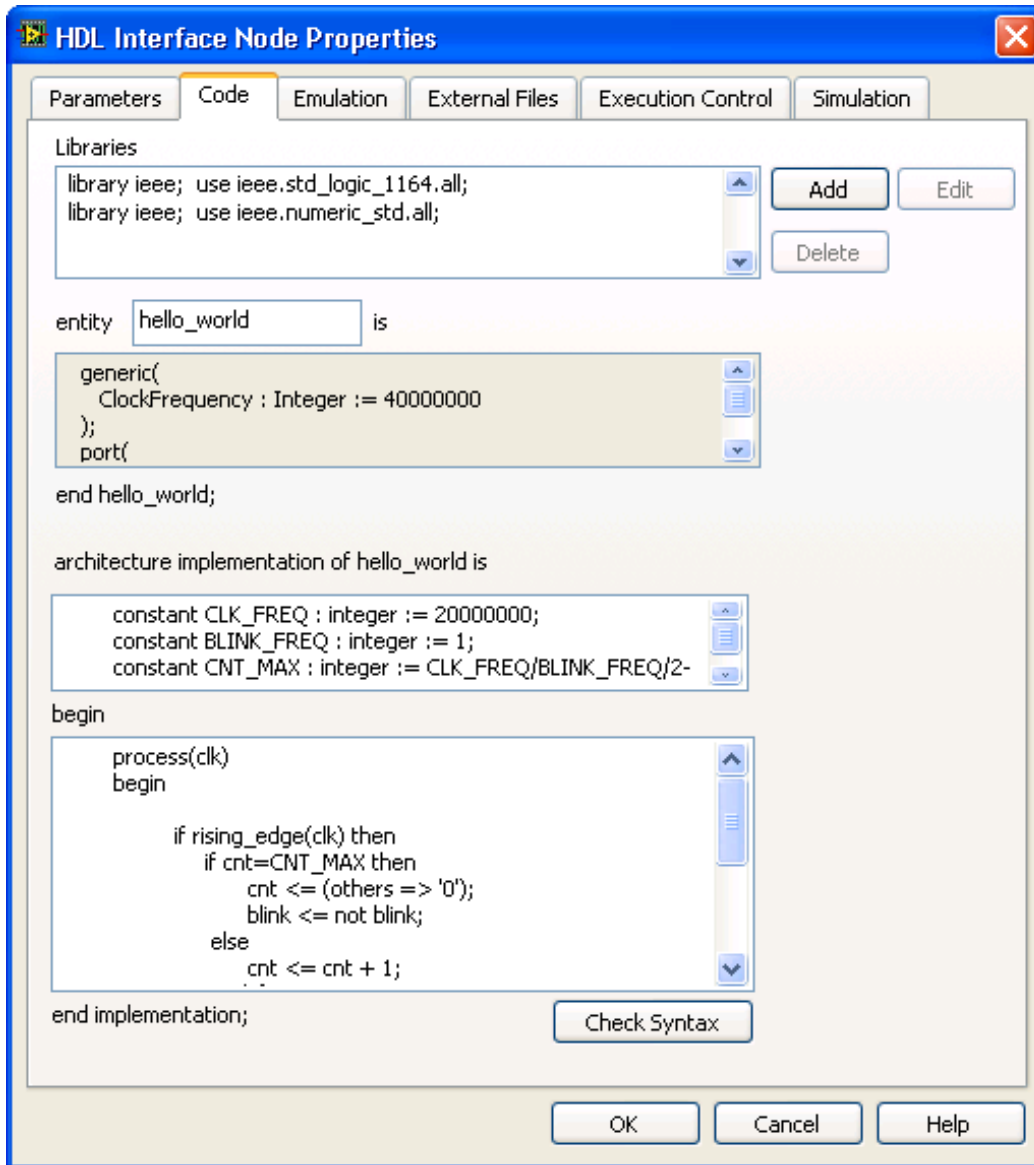 HDL Interface Node Properties
Parameters Code Emulation External Files Execution Control Simulation
Libraries
library ieee;  use ieee.std_logic_1164.all;
library ieee;  use ieee.numeric_std.all;
Add Edit
Delete
entity hello_world is
generic(
ClockFrequency : Integer := 40000000
);
port(
end hello_world;
architecture implementation of hello_world is
constant CLK_FREQ : integer := 20000000;
constant BLINK_FREQ : integer := 1;
constant CNT_MAX : integer := CLK_FREQ/BLINK_FREQ/2-
begin
process(clk)
begin
if rising_edge(clk) then
if cnt=CNT_MAX then
cnt <= (others => '0');
blink <= not blink;
else
cnt <= cnt + 1;
end implementation;
Check Syntax
OK Cancel Help